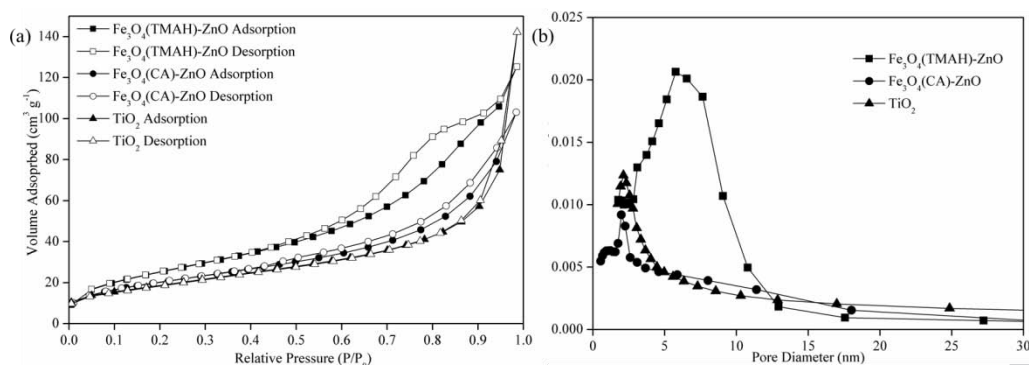 (a)
Fe3O4(TMAH)-ZnO Adsorption
Fe3O4(TMAH)-ZnO Desorption
Fe3O4(CA)-ZnO Adsorption
Fe3O4(CA)-ZnO Desorption
TiO2 Adsorption
TiO2 Desorption
Volume Adsoprbed (cm3 g-1)
140
120
100
80
60
40
20
0
0.0 0.1 0.2 0.3 0.4 0.5 0.6 0.7 0.8 0.9 1.0
Relative Pressure (P/P0)
(b)
Fe3O4(TMAH)-ZnO
Fe3O4(CA)-ZnO
TiO2
0.025
0.020
0.015
0.010
0.005
0.000
0 5 10 15 20 25 30
Pore Diameter (nm)